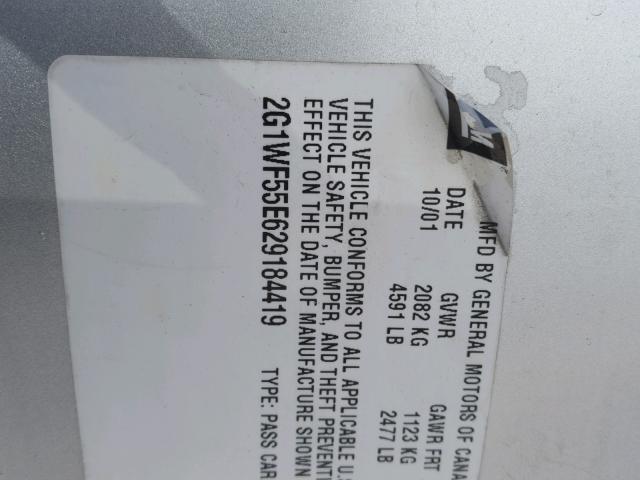 MFD BY GENERAL MOTORS OF CANA
DATE GVWR GAWR FRT
10/01 2082 KG 1123 KG
4591 LB 2477 LB
THIS VEHICLE CONFORMS TO ALL APPLICABLE U.S
VEHICLE SAFETY, BUMPER, AND THEFT PREVENTI
EFFECT ON THE DATE OF MANUFACTURE SHOWN
2G1WF55E629184419 TYPE: PASS CAR